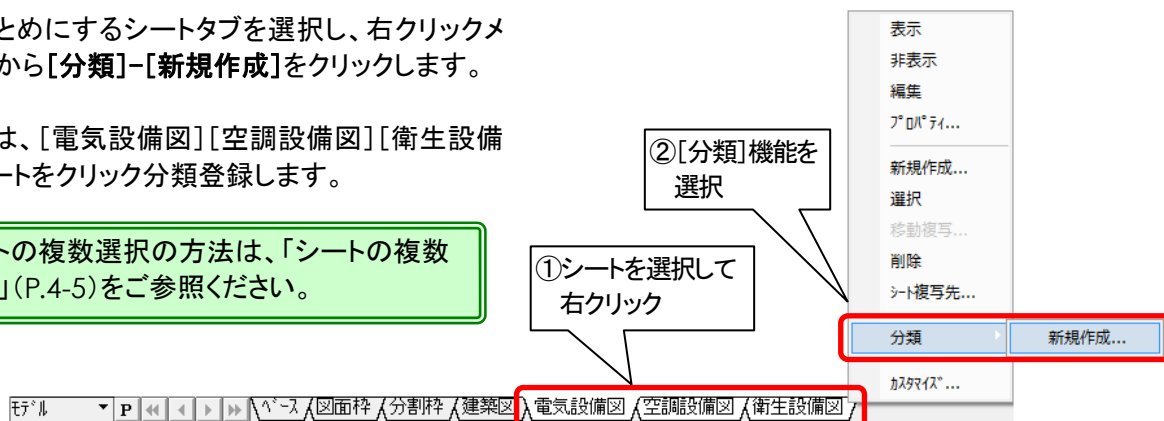 とめにするシートタブを選択し、右クリックメ
から[分類]-[新規作成]をクリックします。
は、[電気設備図][空調設備図][衛生設備
ートをクリック分類登録します。
トの複数選択の方法は、「シートの複数
」(P.4-5)をご参照ください。
②[分類]機能を
選択
①シートを選択して
右クリック
表示
非表示
編集
ﾌﾟﾛﾊﾟﾃｨ...
新規作成...
選択
移動複写...
削除
ｼｰﾄ複写先...
分類
新規作成...
ｶｽﾀﾏｲｽﾞ...
ﾓﾃﾞﾙ P ﾍﾞｰｽ 図面枠 分割枠 建築図 電気設備図 空調設備図 衛生設備図